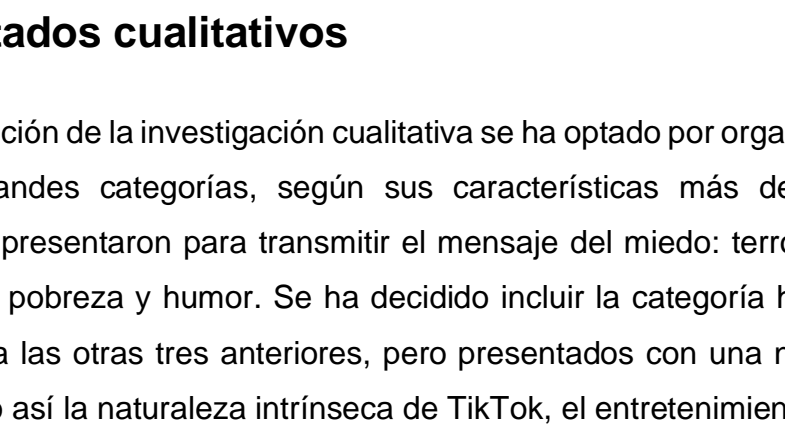 tados cualitativos
ción de la investigación cualitativa se ha optado por orga
andes categorías, según sus características más de
presentaron para transmitir el mensaje del miedo: terro
pobreza y humor. Se ha decidido incluir la categoría h
a las otras tres anteriores, pero presentados con una n
así la naturaleza intrínseca de TikTok, el entretenimien